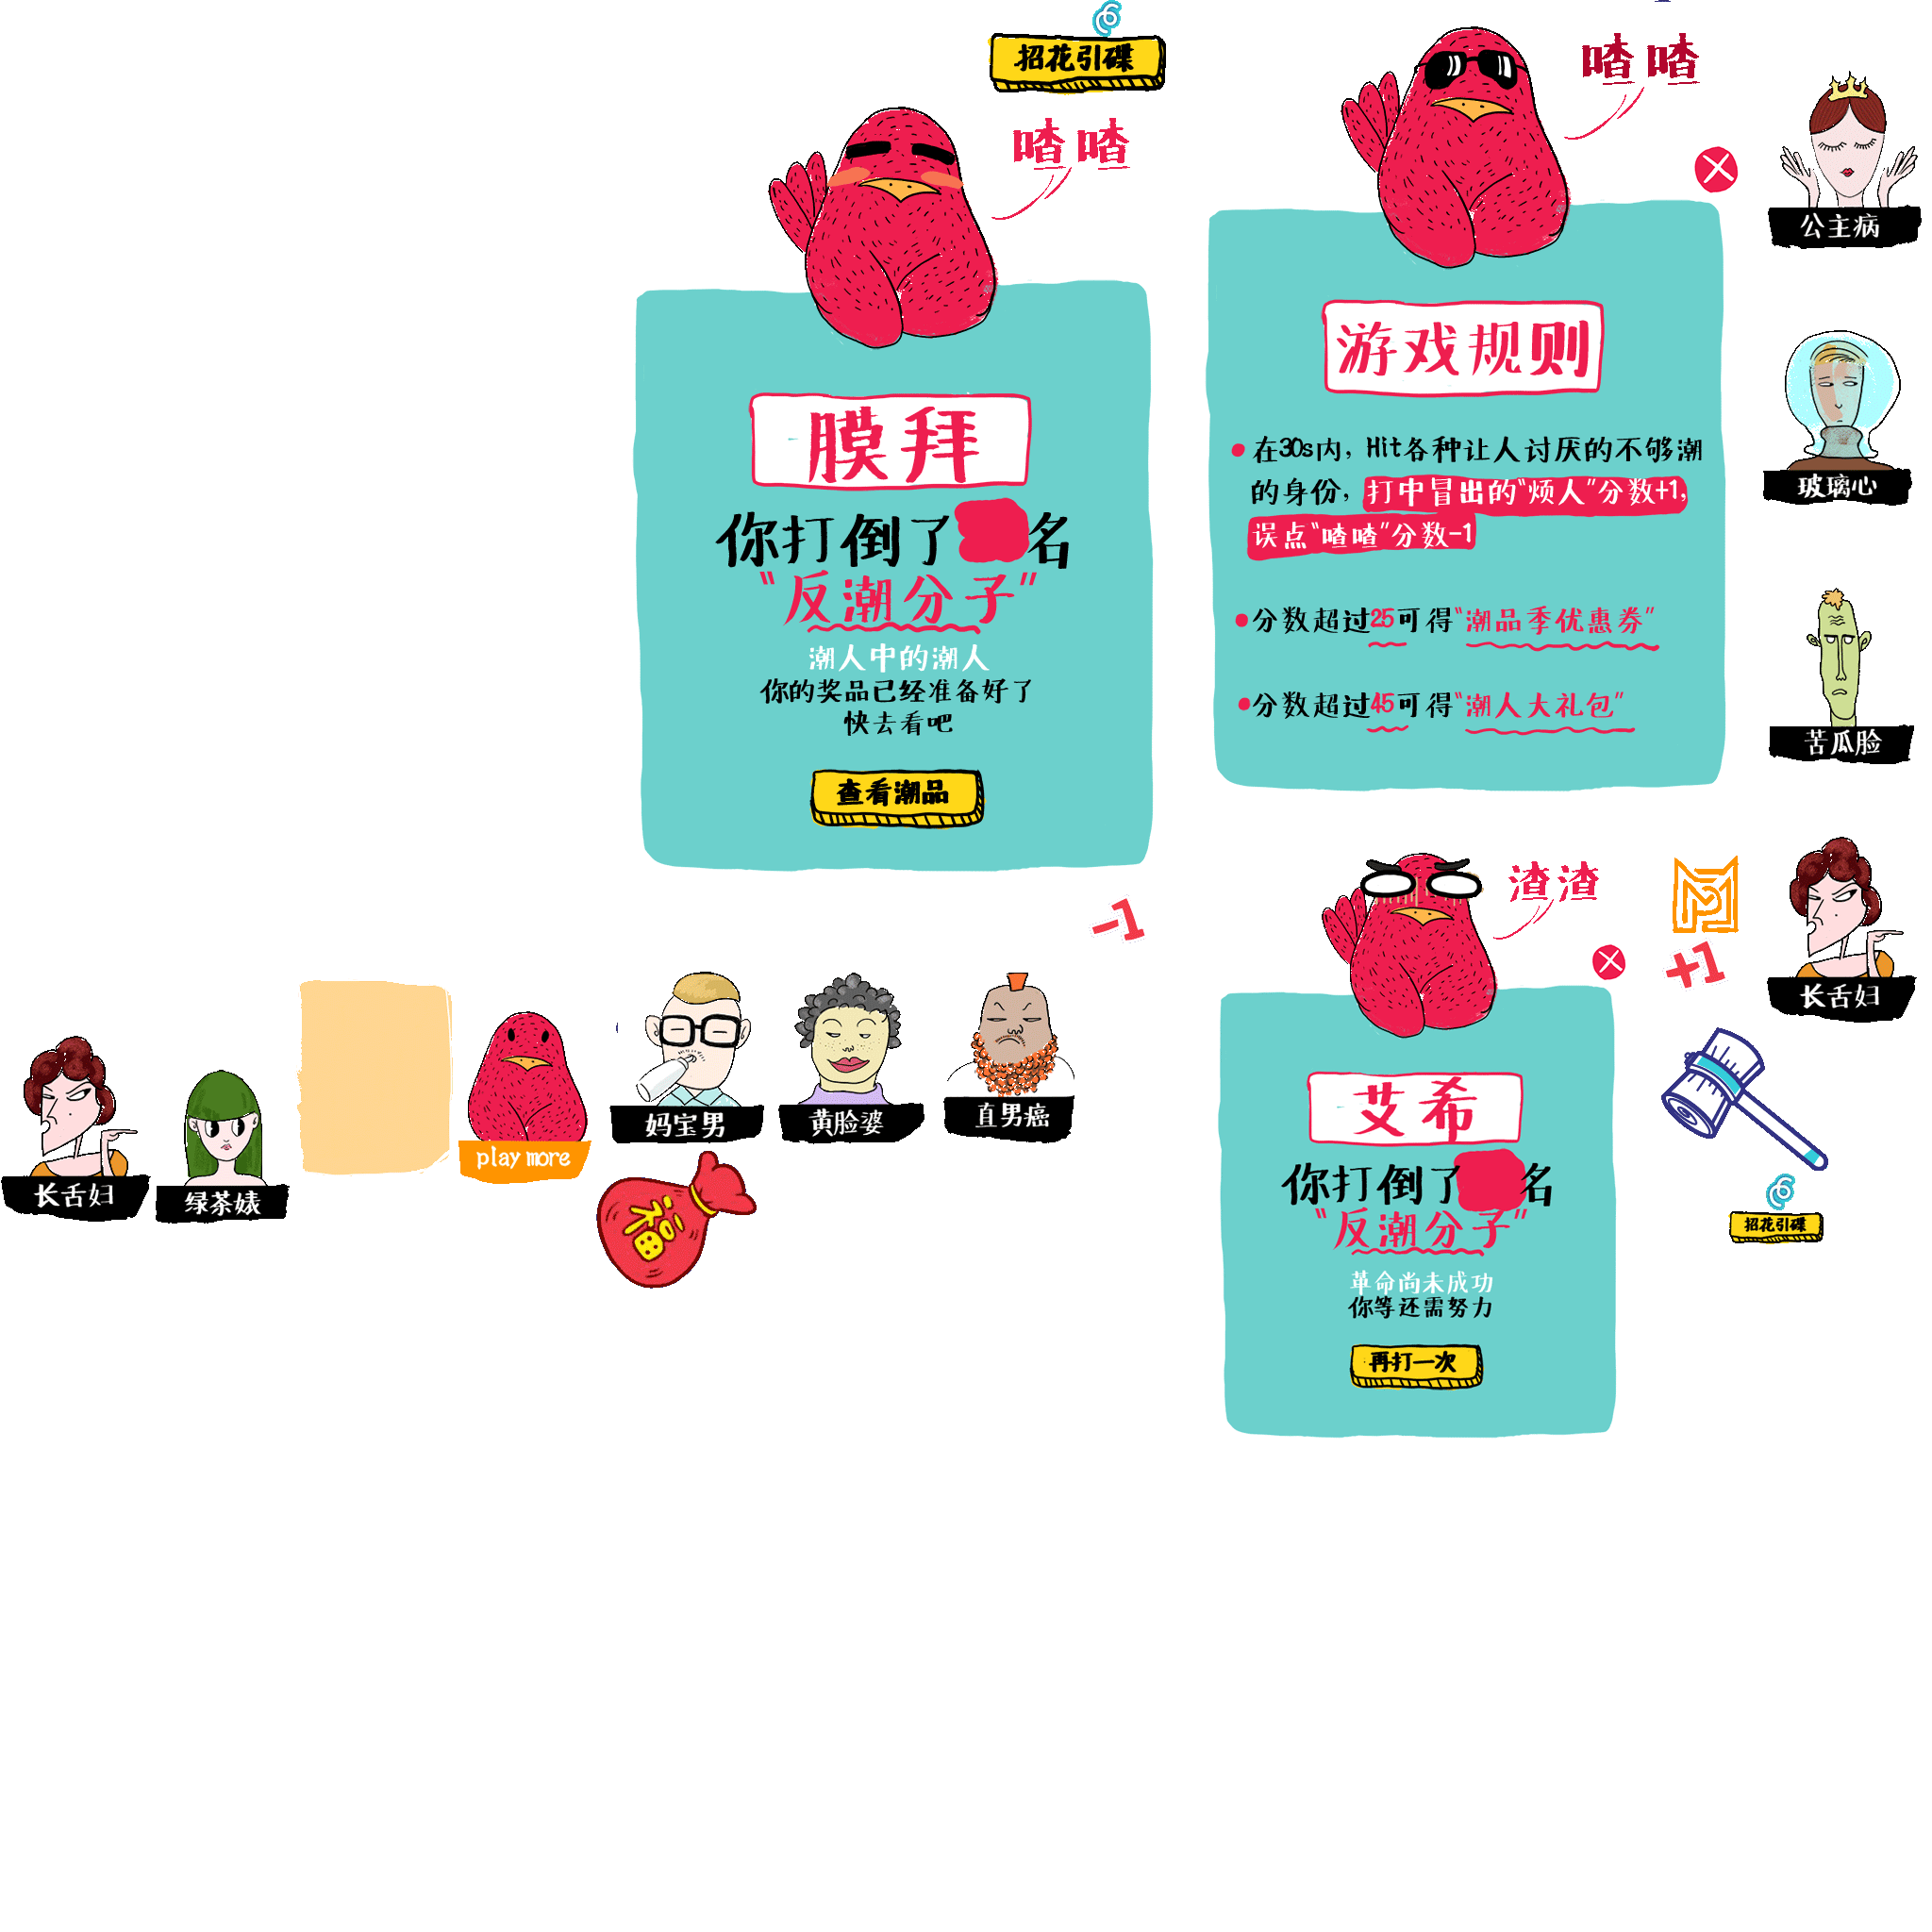 招花引碟
喳喳
膜拜
你打倒了 名
“反潮分子”
潮人中的潮人
你的奖品已经准备好了
快去看吧
查看潮品
喳喳
游戏规则
在30s内，Hit各种让人讨厌的不够潮
的身份，打中冒出的“烦人”分数+1，
误点“喳喳”分数-1
分数超过25可得“潮品季优惠券”
分数超过45可得“潮人大礼包”
公主病
玻璃心
苦瓜脸
长舌妇
-1
长舌妇
绿茶婊
play more
妈宝男
黄脸婆
直男癌
福
渣渣
+1
艾希
你打倒了 名
“反潮分子”
革命尚未成功
你等还需努力
再打一次
招花引碟